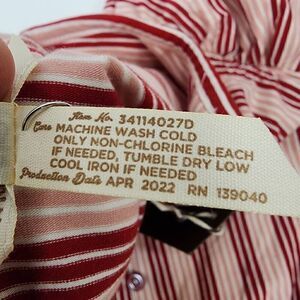 Item No. 34114027D
Care MACHINE WASH COLD
ONLY NON-CHLORINE BLEACH
IF NEEDED, TUMBLE DRY LOW
COOL IRON IF NEEDED
Production Date APR 2022 RN 139040